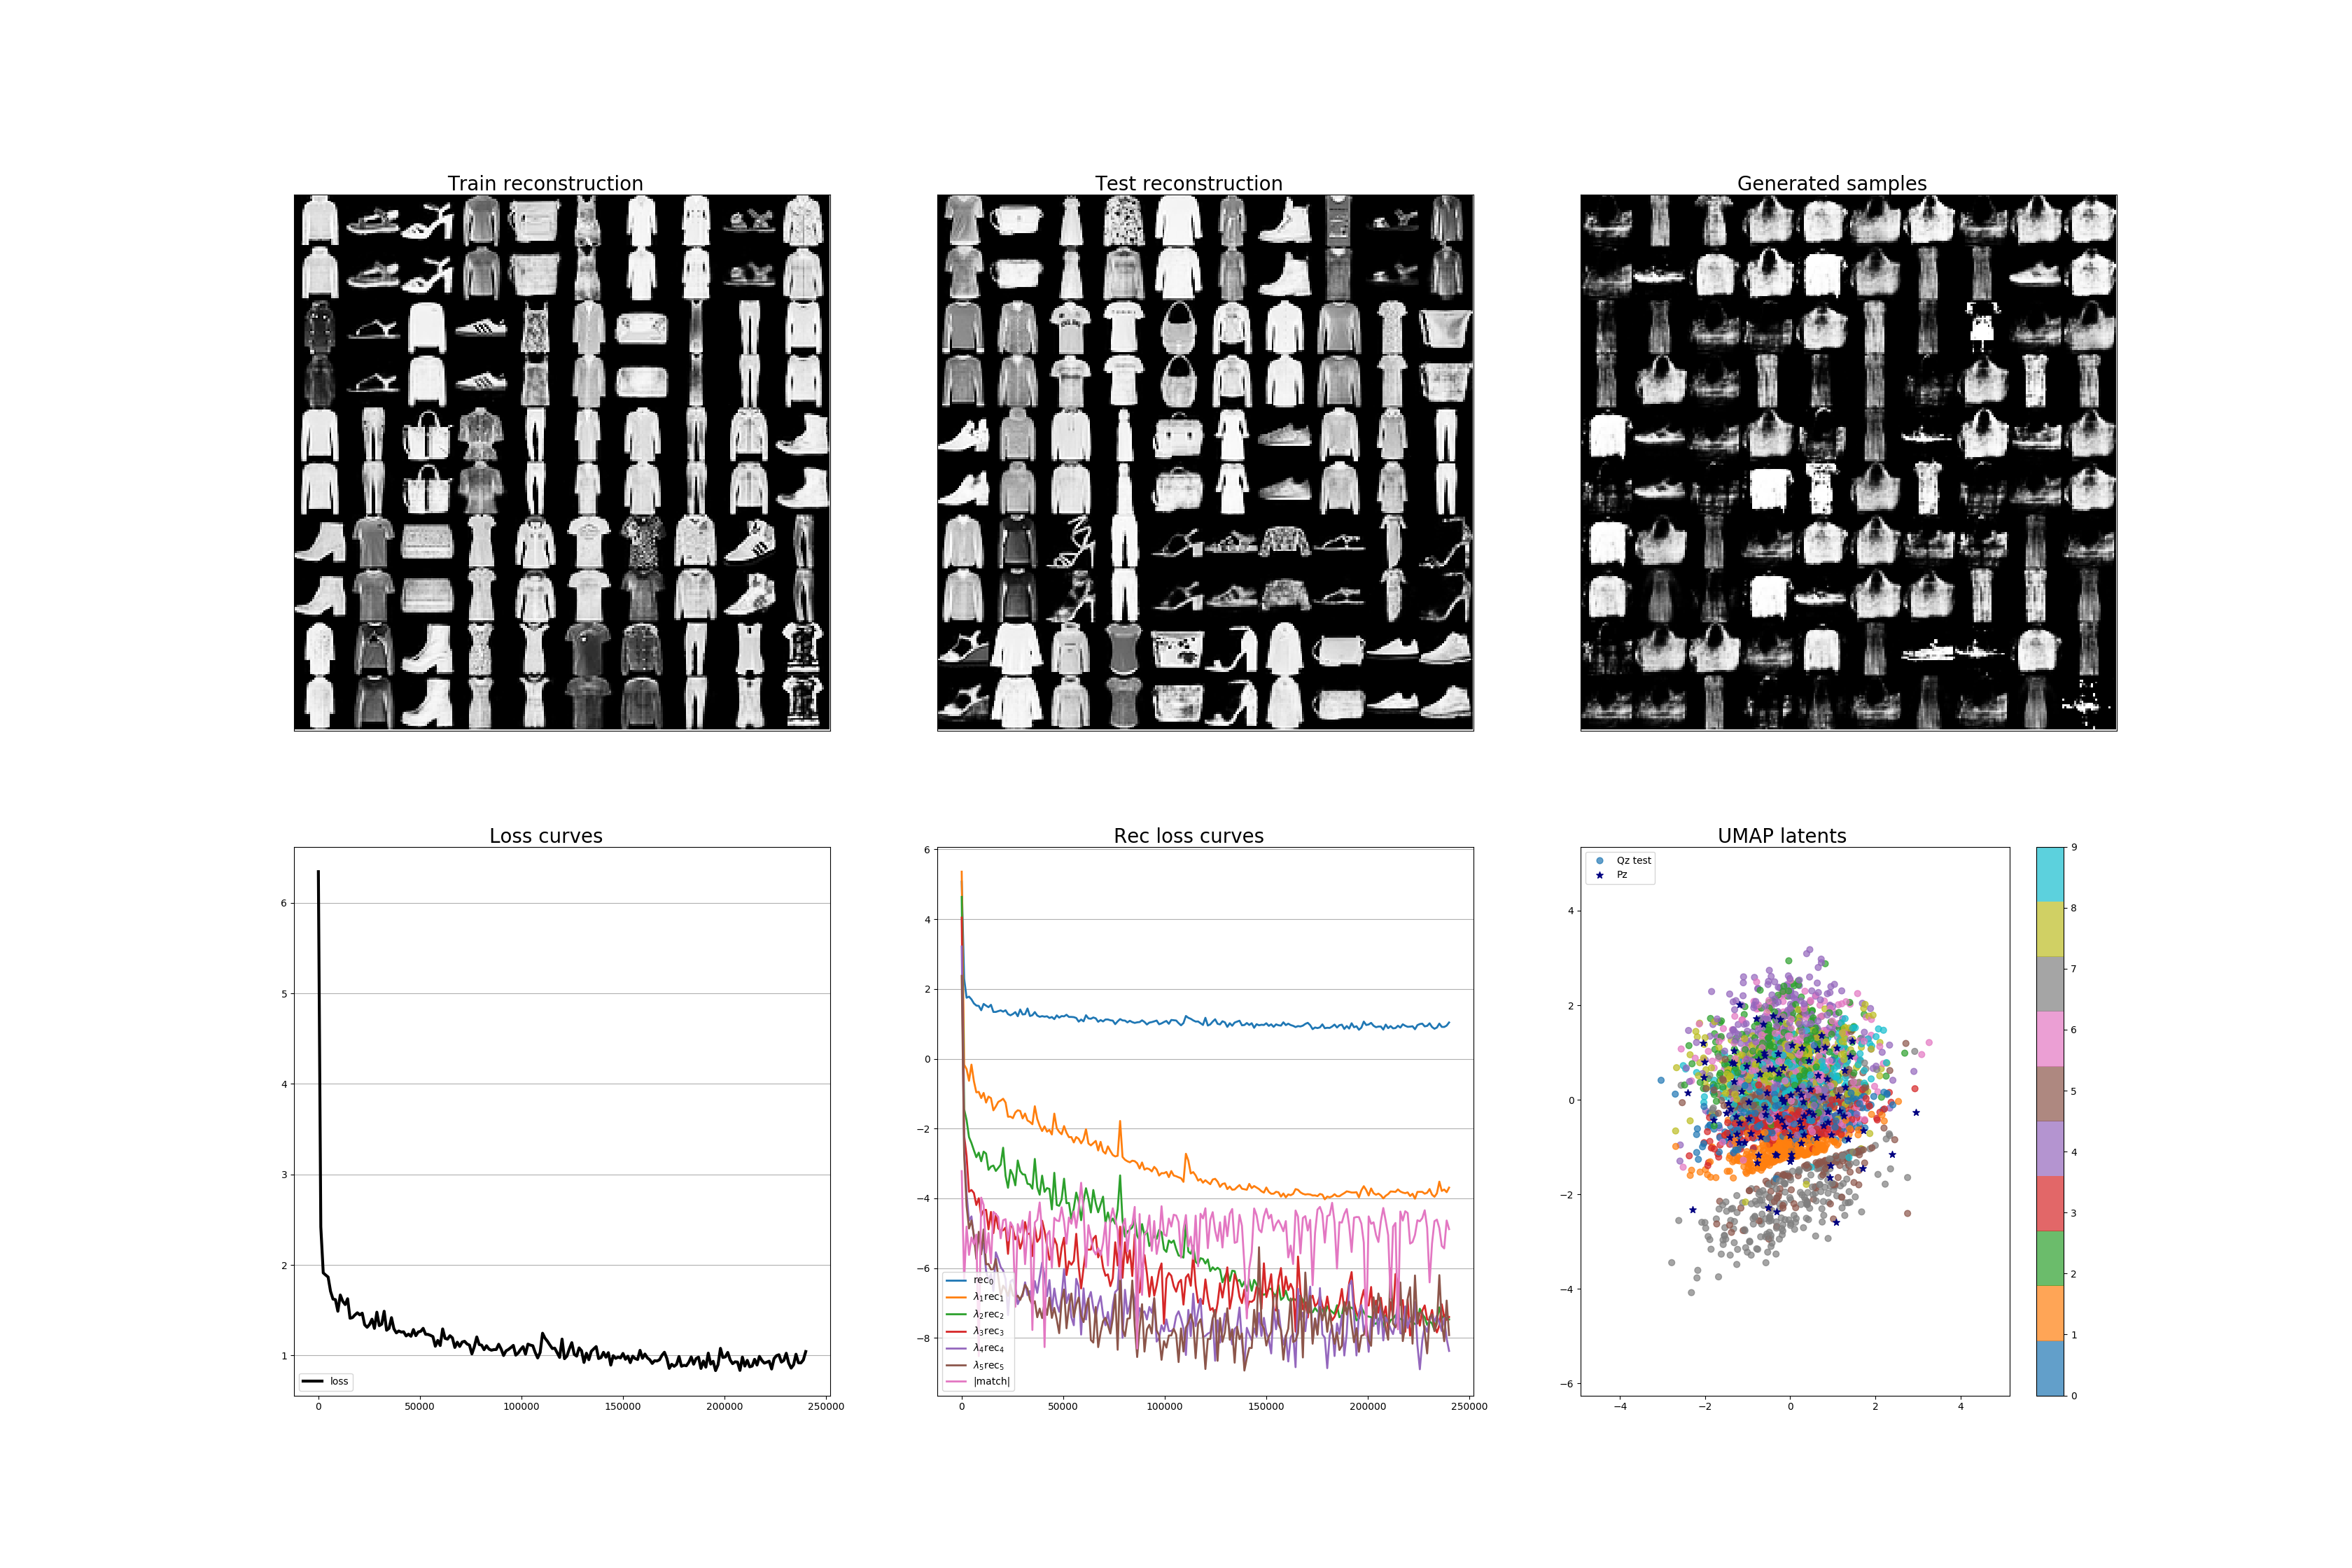 Train reconstruction
Test reconstruction
Generated samples
Loss curves
6
5
4
3
2
1
0
50000
100000
150000
200000
250000
loss
Rec loss curves
6
4
2
0
−2
−4
−6
−8
0
50000
100000
150000
200000
250000
rec₀
λ₁rec₁
λ₂rec₂
λ₃rec₃
λ₄rec₄
λ₅rec₅
|match|
UMAP latents
Qz test
Pz
4
2
0
−2
−4
−6
−4
−2
0
2
4
9
8
7
6
5
4
3
2
1
0